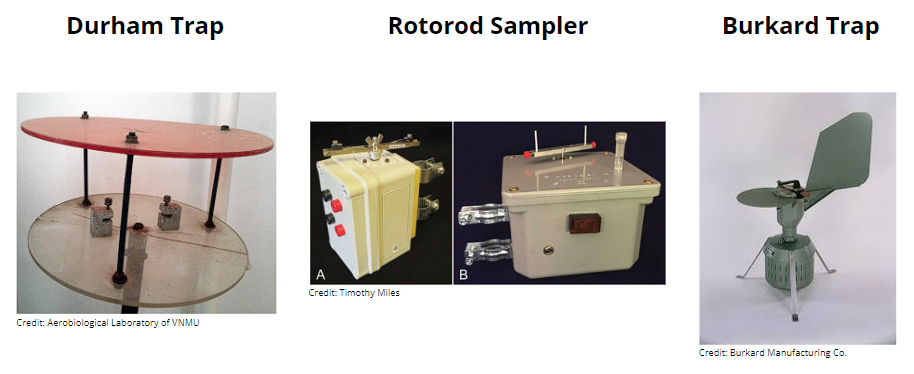 Durham Trap
Rotorod Sampler
Burkard Trap
A
B
Credit: Timothy Miles
Credit: Aerobiological Laboratory of VNMU
Credit: Burkard Manufacturing Co.